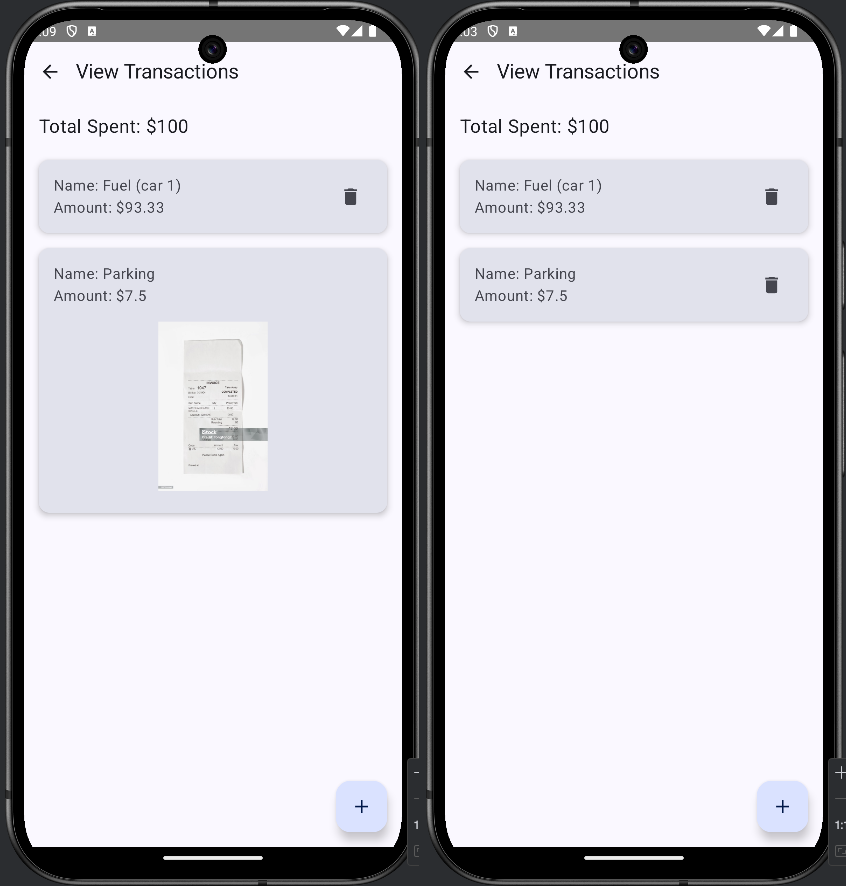 :09
View Transactions
Total Spent: $100
Name: Fuel (car 1)
Amount: $93.33
Name: Parking
Amount: $7.5
iStock
:03
View Transactions
Total Spent: $100
Name: Fuel (car 1)
Amount: $93.33
Name: Parking
Amount: $7.5